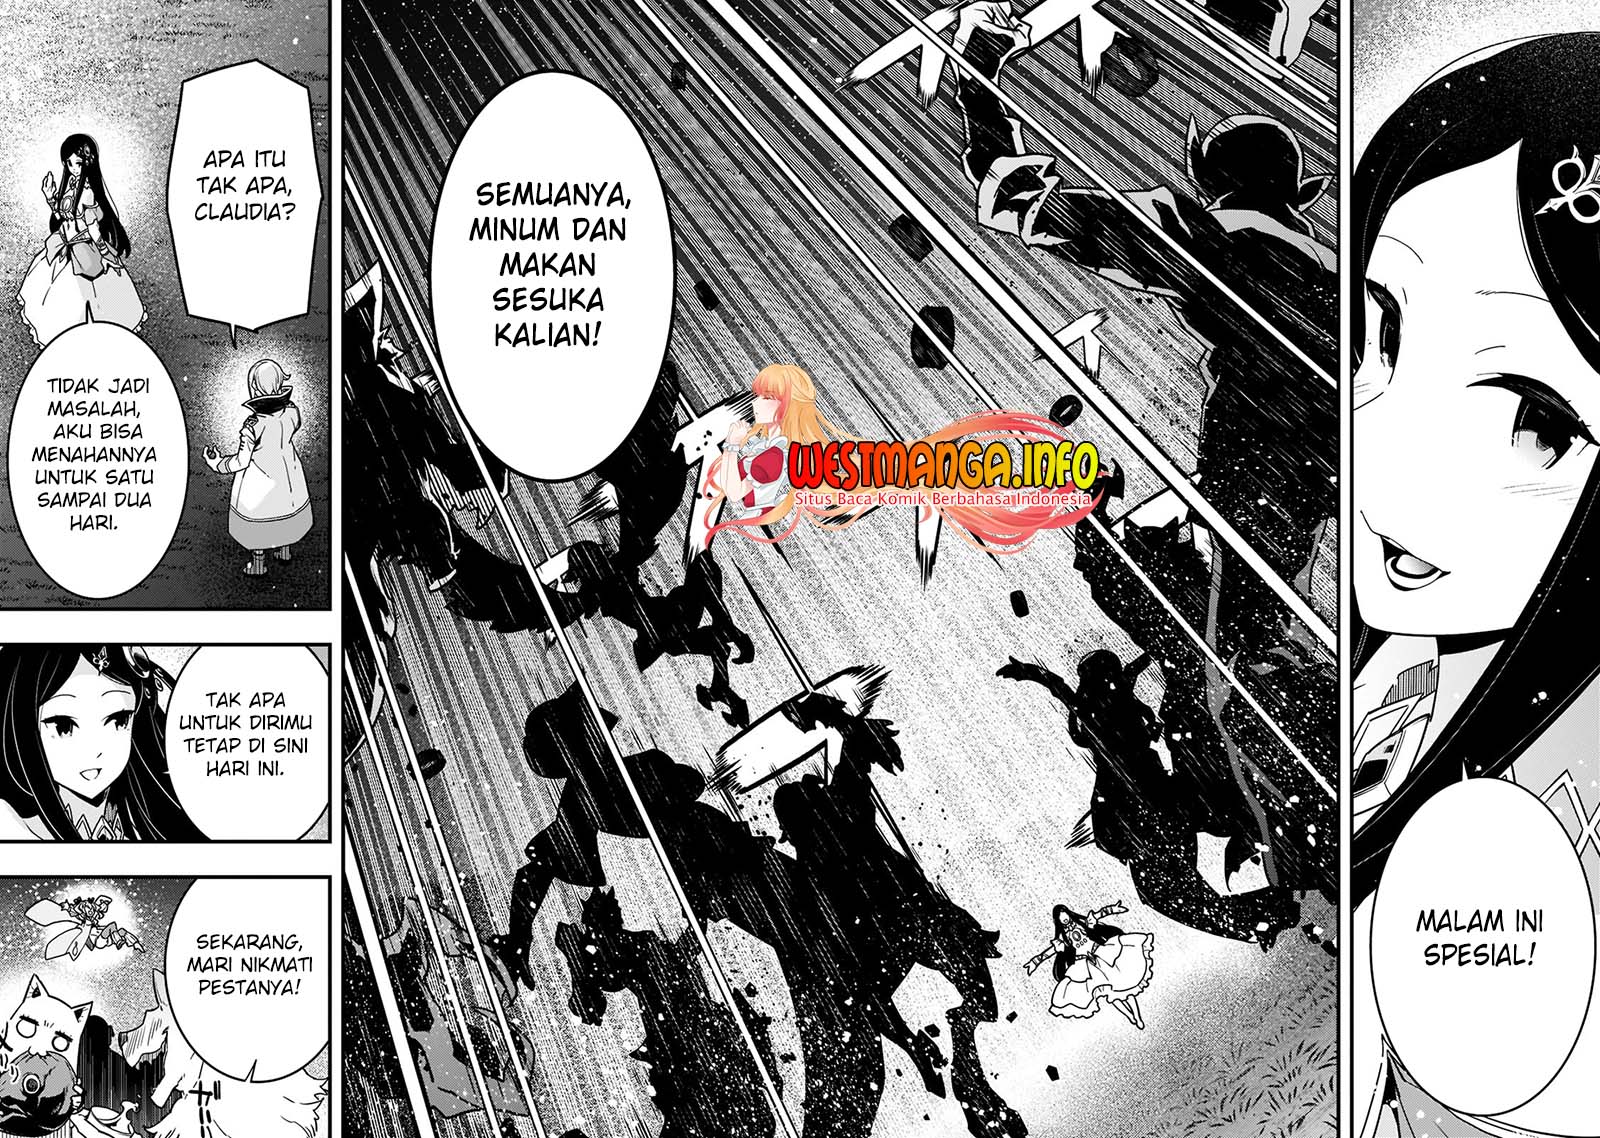 MALAM INI
SPESIAL!
SEMUANYA,
MINUM DAN
MAKAN
SESUKA
KALIAN!
WESTMANGA.INFO
Situs Baca Komik Berbahasa Indonesia
APA ITU
TAK APA,
CLAUDIA?
TIDAK JADI
MASALAH,
AKU BISA
MENAHANNYA
UNTUK SATU
SAMPAI DUA
HARI.
TAK APA
UNTUK DIRIMU
TETAP DI SINI
HARI INI.
SEKARANG,
MARI NIKMATI
PESTANYA!